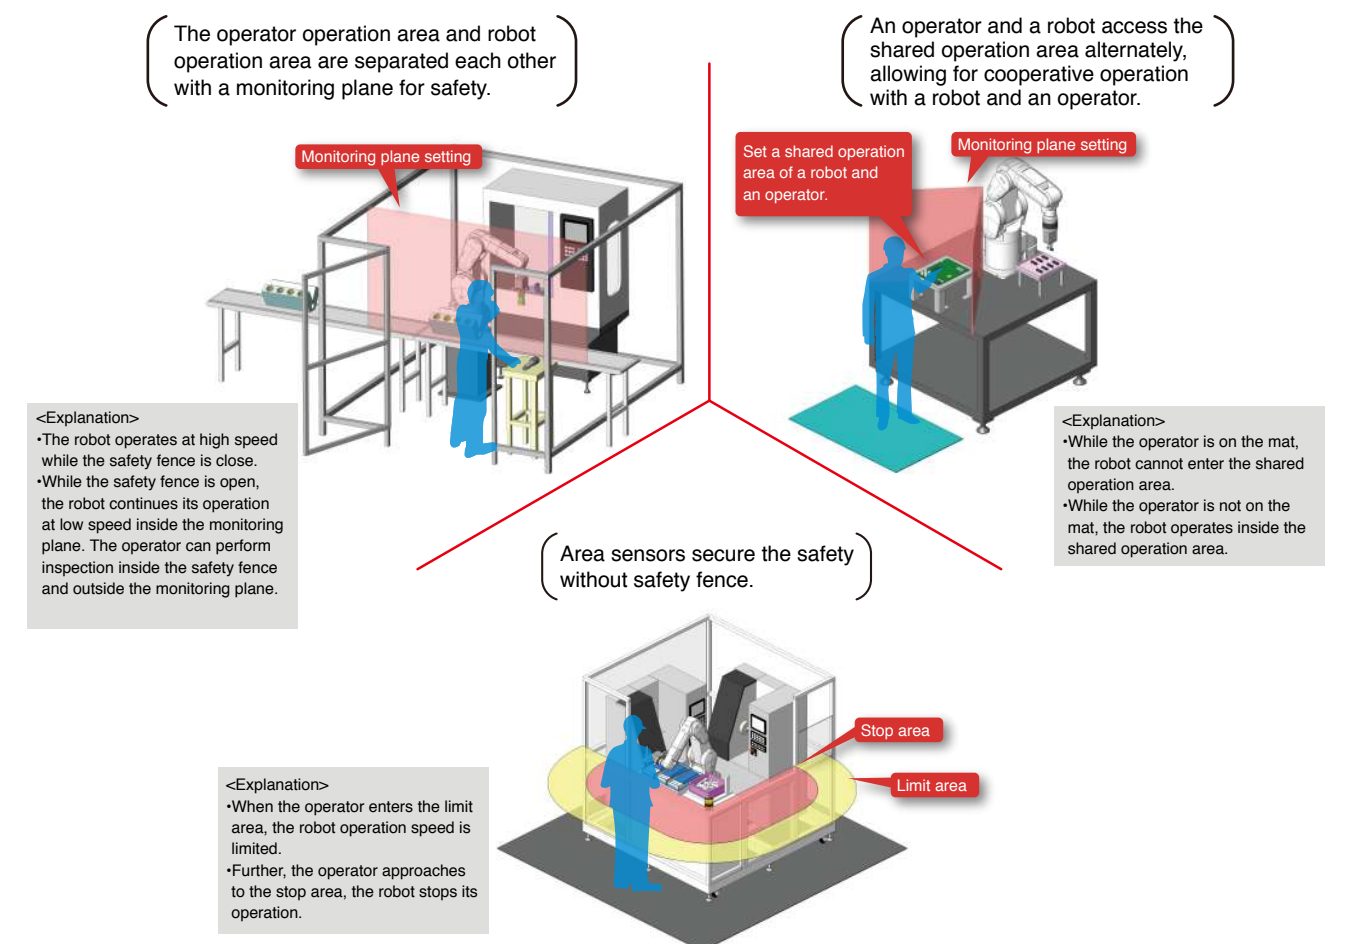 The operator operation area and robot
operation area are separated each other
with a monitoring plane for safety.
Monitoring plane setting
<Explanation>
•The robot operates at high speed
while the safety fence is close.
•While the safety fence is open,
the robot continues its operation
at low speed inside the monitoring
plane. The operator can perform
inspection inside the safety fence
and outside the monitoring plane.
An operator and a robot access the
shared operation area alternately,
allowing for cooperative operation
with a robot and an operator.
Set a shared operation
area of a robot and
an operator.
Monitoring plane setting
<Explanation>
•While the operator is on the mat,
the robot cannot enter the shared
operation area.
•While the operator is not on the
mat, the robot operates inside the
shared operation area.
Area sensors secure the safety
without safety fence.
Stop area
Limit area
<Explanation>
•When the operator enters the limit
area, the robot operation speed is
limited.
•Further, the operator approaches
to the stop area, the robot stops its
operation.